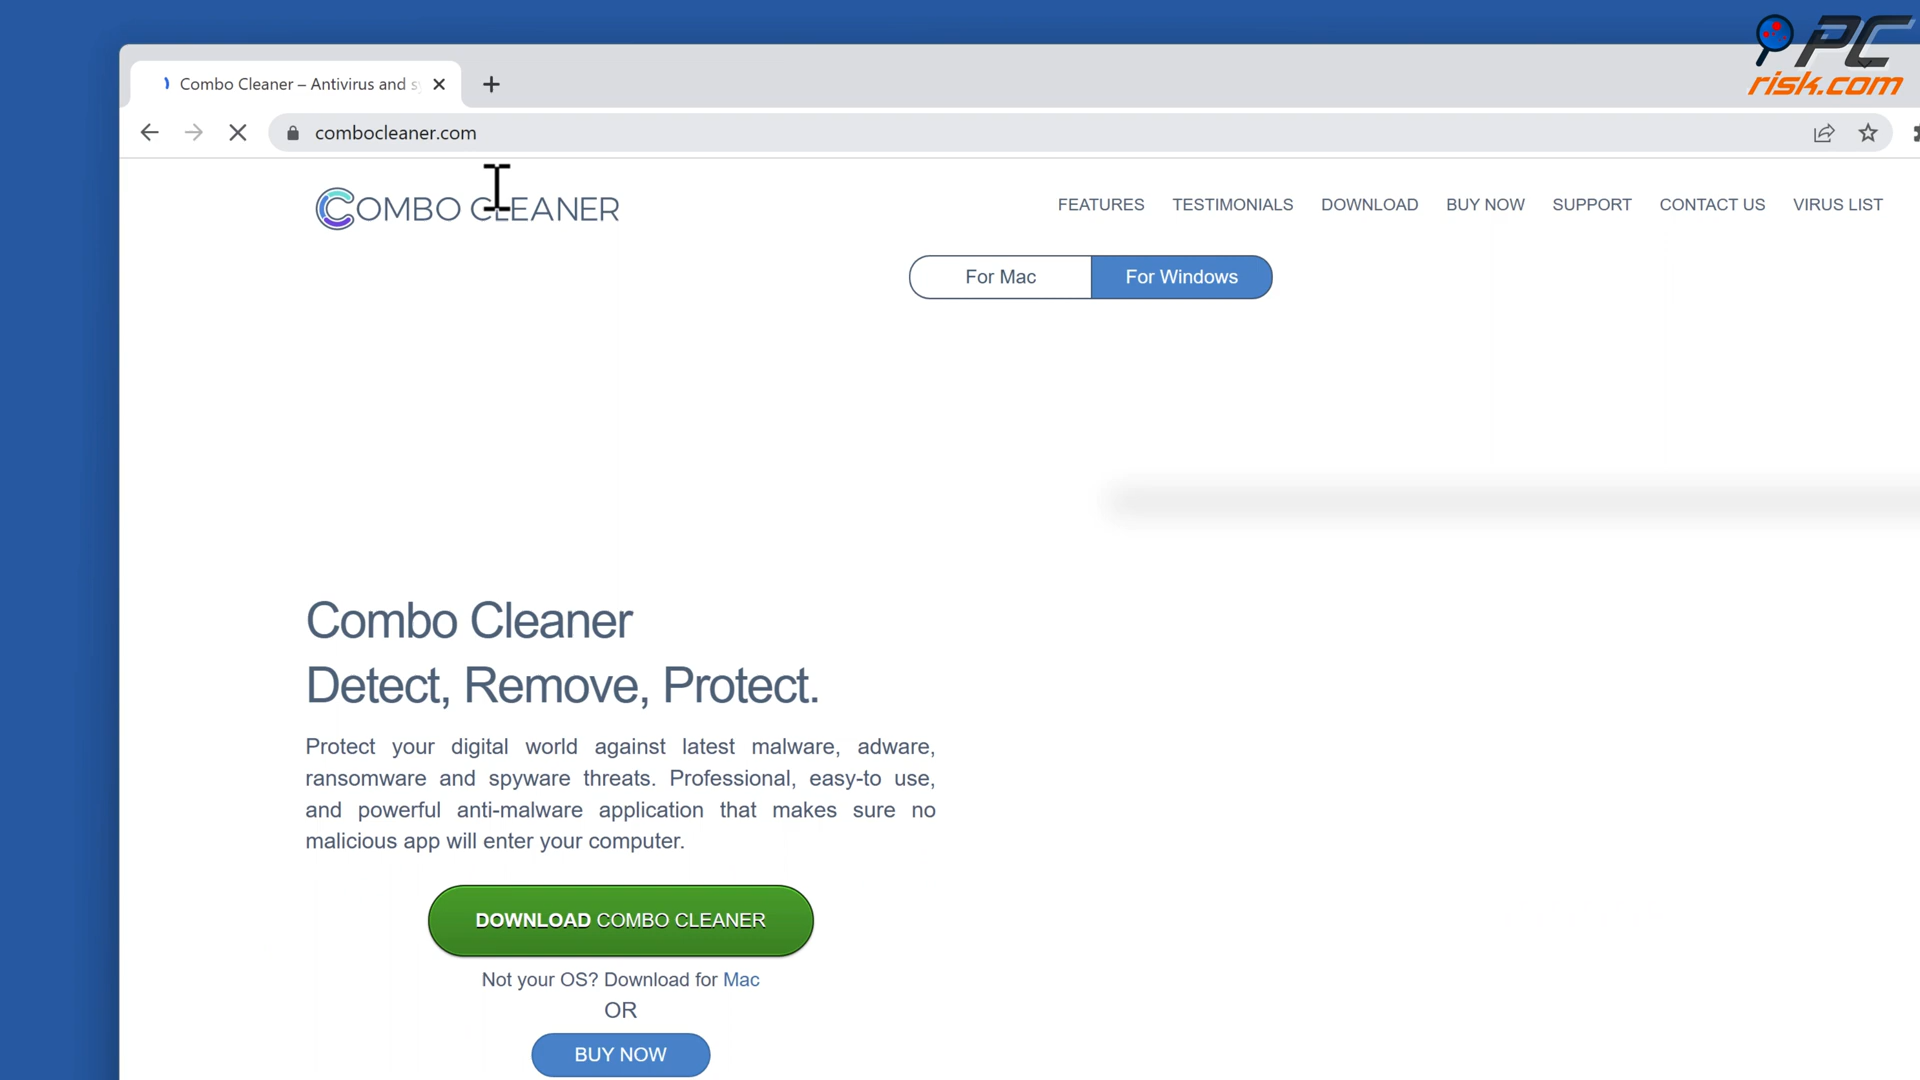 PC
risk.com
Combo Cleaner – Antivirus and s
combocleaner.com
COMBO CLEANER
FEATURES TESTIMONIALS DOWNLOAD BUY NOW SUPPORT CONTACT US VIRUS LIST
For Mac For Windows
Combo Cleaner
Detect, Remove, Protect.
Protect your digital world against latest malware, adware,
ransomware and spyware threats. Professional, easy-to use,
and powerful anti-malware application that makes sure no
malicious app will enter your computer.
DOWNLOAD COMBO CLEANER
Not your OS? Download for Mac
OR
BUY NOW